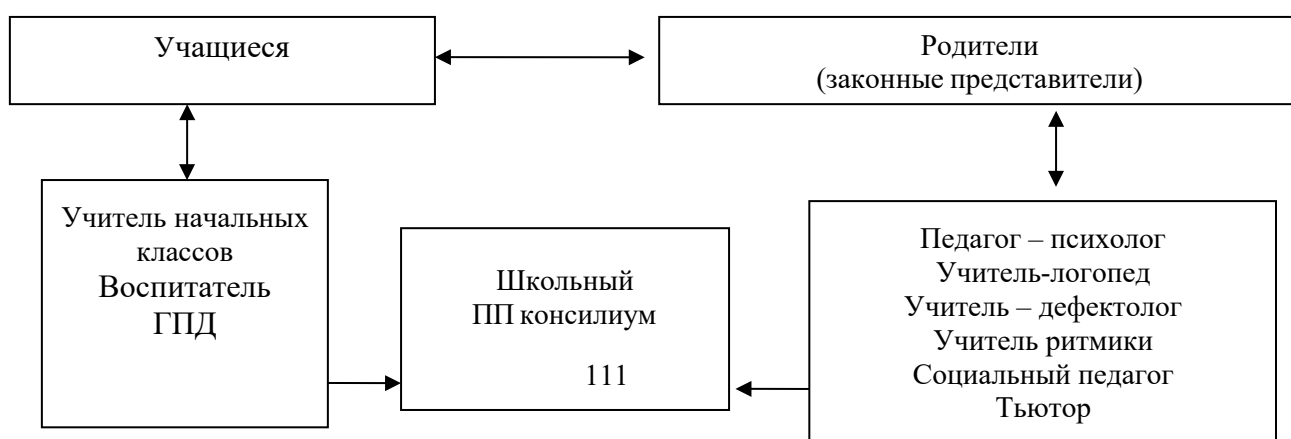 Учащиеся
Родители
(законные представители)
Учитель начальных
классов
Воспитатель
ГПД
Школьный
ПП консилиум
111
Педагог – психолог
Учитель-логопед
Учитель – дефектолог
Учитель ритмики
Социальный педагог
Тьютор